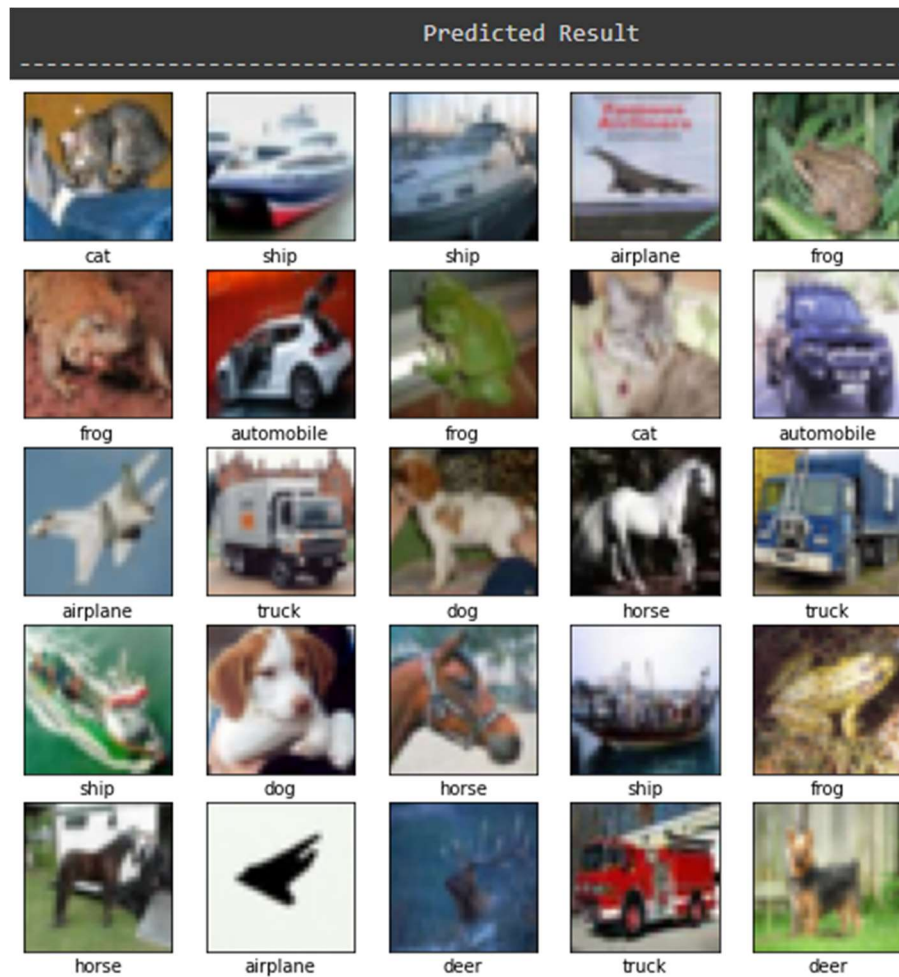 Predicted Result
--------------------------------------------------------------------------------
cat ship ship airplane frog
frog automobile frog cat automobile
airplane truck dog horse truck
ship dog horse ship frog
horse airplane deer truck deer